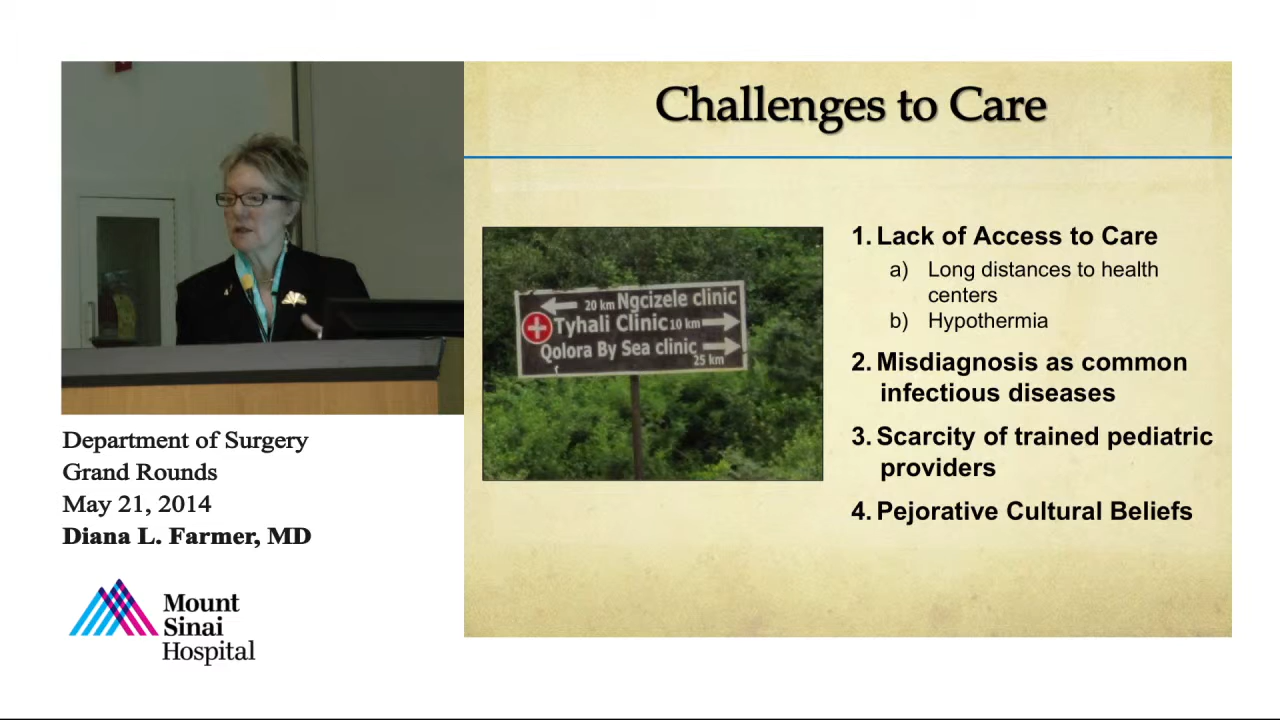 Challenges to Care
20 km Ngcizele clinic
Tyhali Clinic 10 km
Qolora By Sea clinic
25 km
1. Lack of Access to Care
a) Long distances to health
centers
b) Hypothermia
2. Misdiagnosis as common
infectious diseases
3. Scarcity of trained pediatric
providers
4. Pejorative Cultural Beliefs
Department of Surgery
Grand Rounds
May 21, 2014
Diana L. Farmer, MD
Mount
Sinai
Hospital